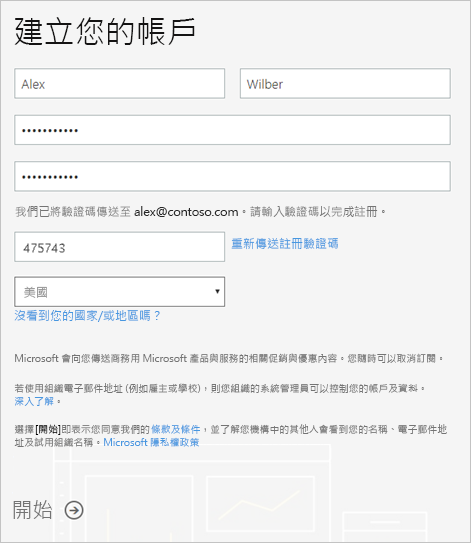 建立您的帳戶
Alex Wilber
•••••••••••
•••••••••••
我們已將驗證碼傳送至 alex@contoso.com。請輸入驗證碼以完成註冊。
475743 重新傳送註冊驗證碼
美國
沒看到您的國家/或地區嗎？
Microsoft 會向您傳送商務用 Microsoft 產品與服務的相關促銷與優惠內容。您隨時可以取消訂閱。
若使用組織電子郵件地址 (例如雇主或學校)，則您組織的系統管理員可以控制您的帳戶及資料。
深入了解。
選擇[開始]即表示您同意我們的條款及條件，並了解您機構中的其他人會看到您的名稱、電子郵件地
址及試用組織名稱。Microsoft 隱私權政策
開始